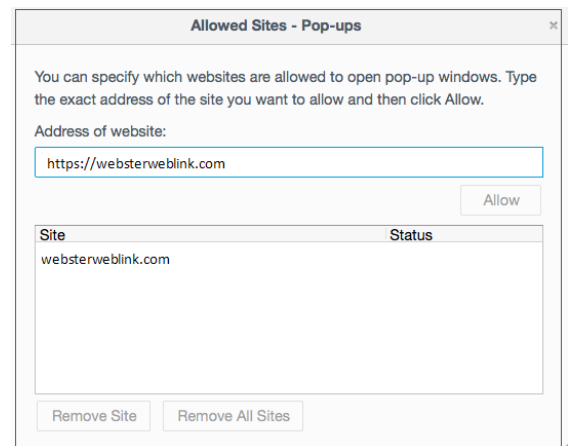 Allowed Sites - Pop-ups
You can specify which websites are allowed to open pop-up windows. Type
the exact address of the site you want to allow and then click Allow.
Address of website:
https://websterweblink.com
Allow
Site Status
websterweblink.com
Remove Site Remove All Sites